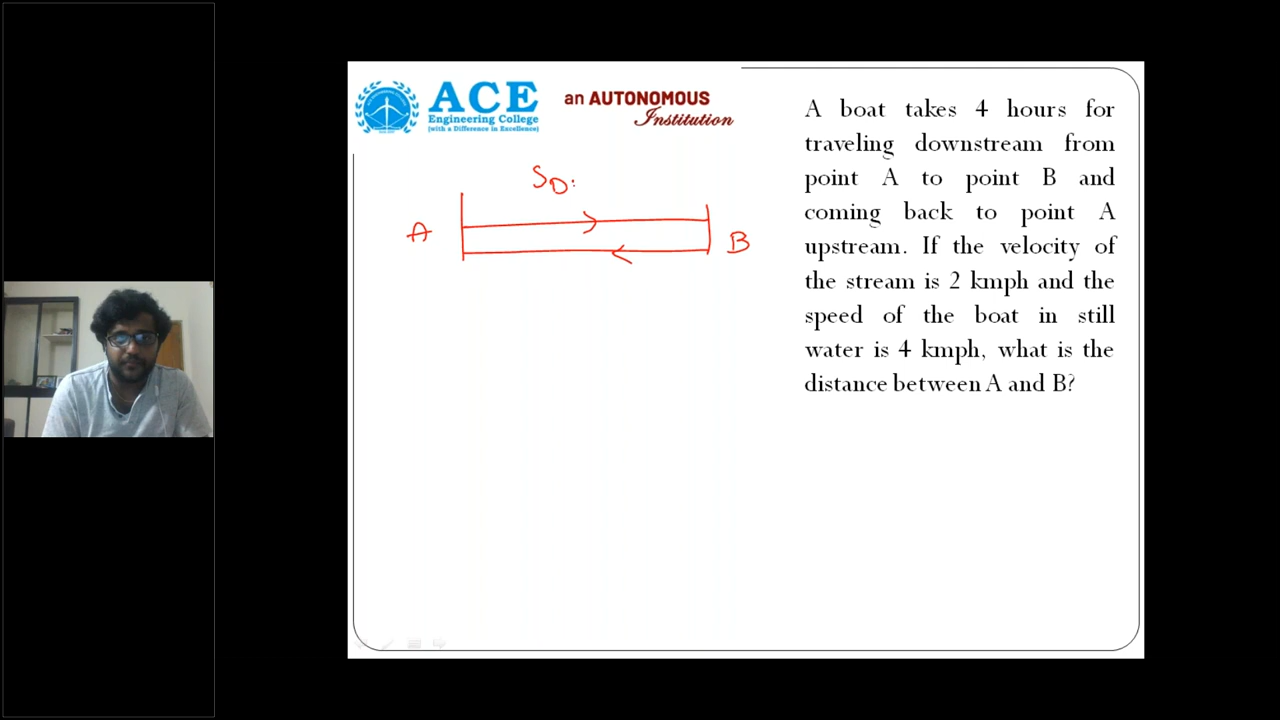 ACE
Engineering College
(with a Difference in Excellence)
an AUTONOMOUS
Institution
S D:
A
B
A boat takes 4 hours for
traveling downstream from
point A to point B and
coming back to point A
upstream. If the velocity of
the stream is 2 kmph and the
speed of the boat in still
water is 4 kmph, what is the
distance between A and B?